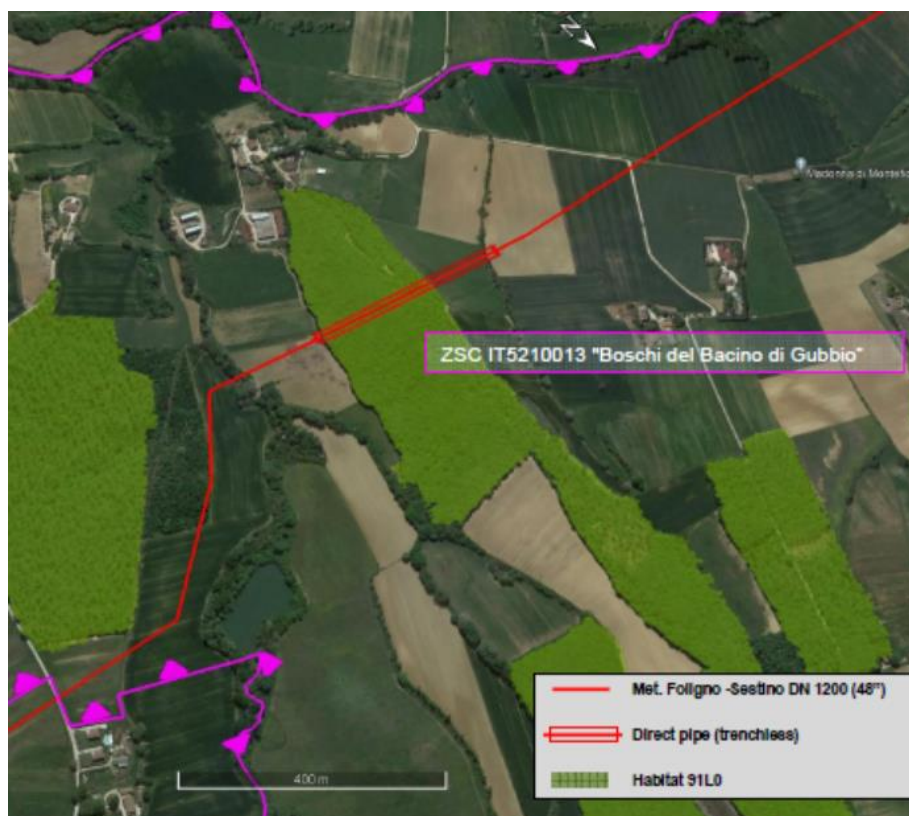 N
Madonna di Montefio
ZSC IT5210013 "Boschi del Bacino di Gubbio"
Met. Foligno -Sestino DN 1200 (48")
Direct pipe (trenchless)
Habitat 91L0
400 m